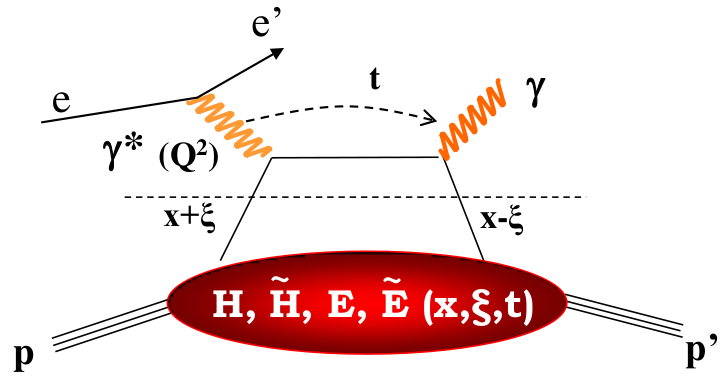 e'
e
t
γ
γ* (Q²)
x+ξ
x-ξ
H, H̃, E, Ẽ (x,ξ,t)
p
p'